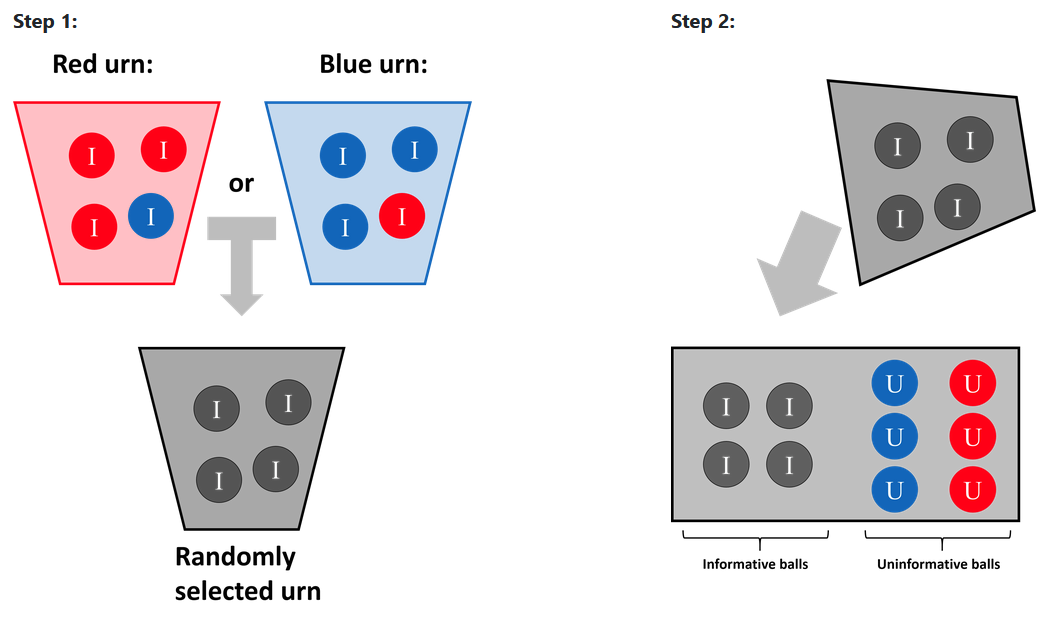 Step 1:
Red urn:
Blue urn:
I
I
I
I
or
I
I
I
I
I
I
I
I
Randomly
selected urn
Step 2:
I
I
I
I
I
I
U
U
U
U
I
I
U
U
Informative balls
Uninformative balls